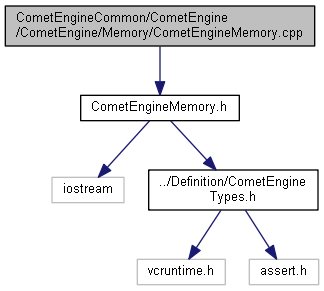 CometEngineCommon/CometEngine
/CometEngine/Memory/CometEngineMemory.cpp
CometEngineMemory.h
iostream
../Definition/CometEngine
Types.h
vcruntime.h
assert.h